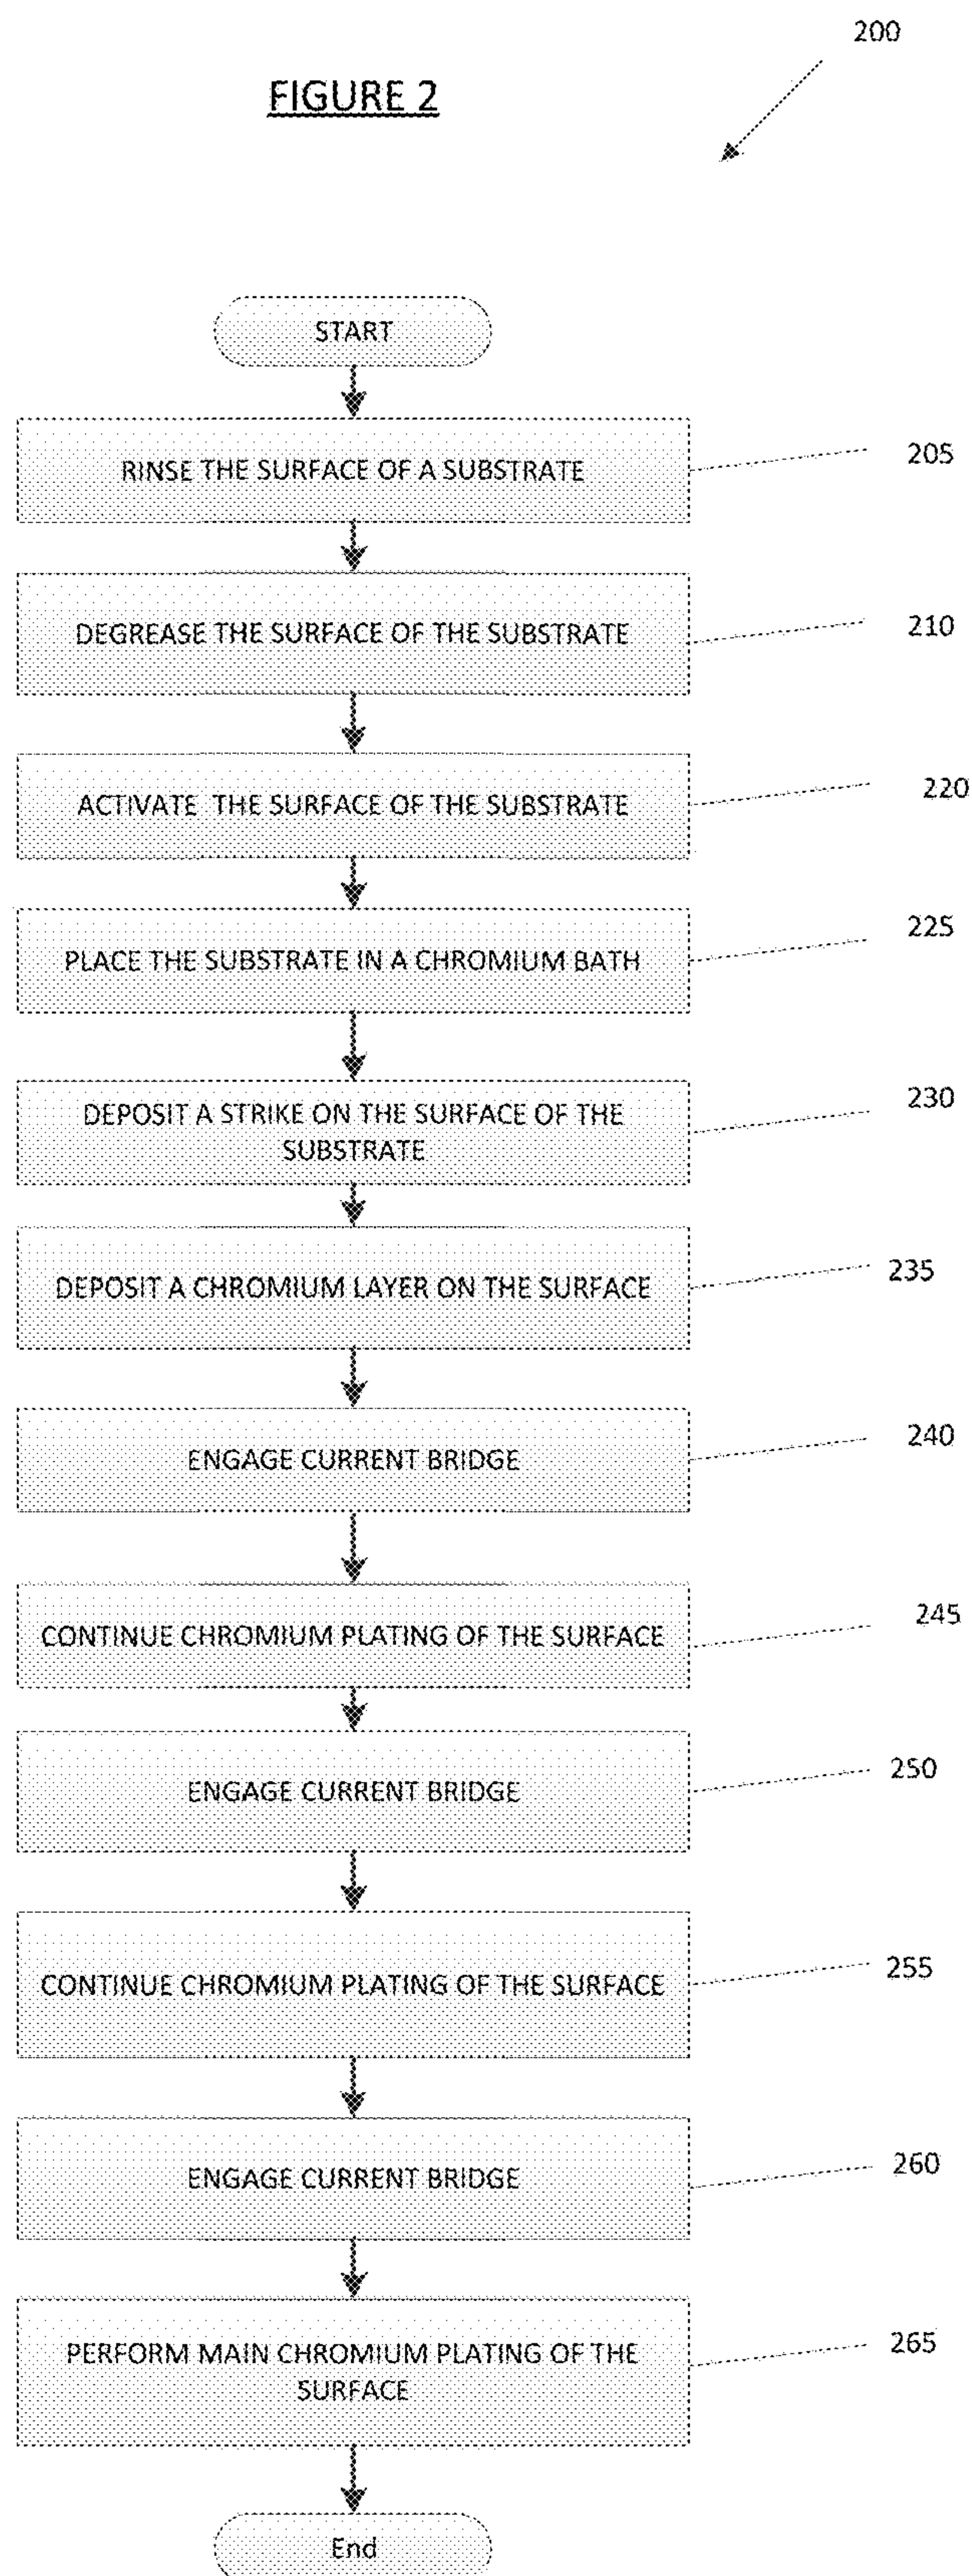 200
FIGURE 2
START
RINSE THE SURFACE OF A SUBSTRATE
205
DEGREASE THE SURFACE OF THE SUBSTRATE
210
ACTIVATE THE SURFACE OF THE SUBSTRATE
220
PLACE THE SUBSTRATE IN A CHROMIUM BATH
225
DEPOSIT A STRIKE ON THE SURFACE OF THE
SUBSTRATE
230
DEPOSIT A CHROMIUM LAYER ON THE SURFACE
235
ENGAGE CURRENT BRIDGE
240
CONTINUE CHROMIUM PLATING OF THE SURFACE
245
ENGAGE CURRENT BRIDGE
250
CONTINUE CHROMIUM PLATING OF THE SURFACE
255
ENGAGE CURRENT BRIDGE
260
PERFORM MAIN CHROMIUM PLATING OF THE
SURFACE
265
End